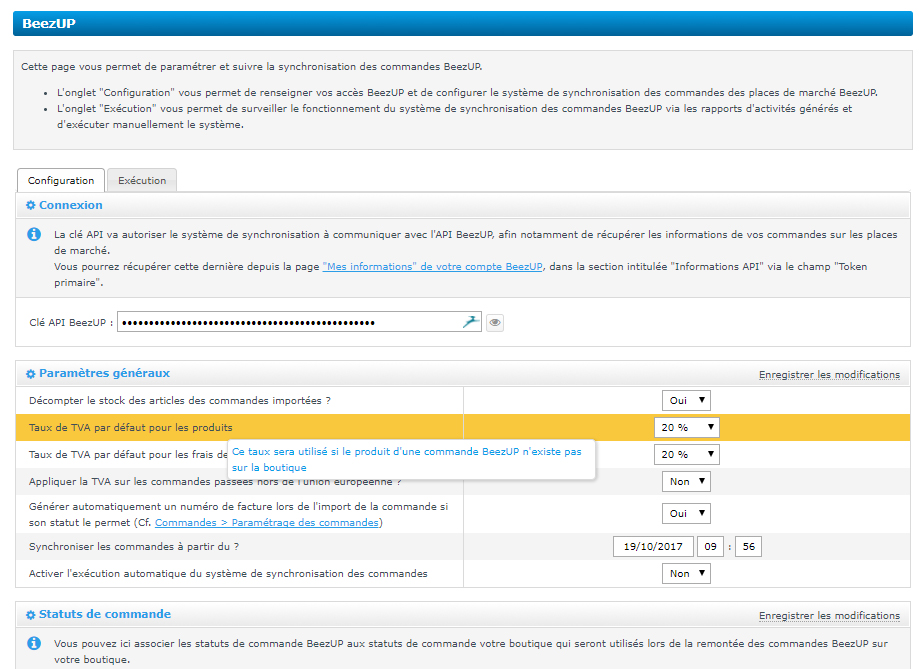 BeezUP
Cette page vous permet de paramétrer et suivre la synchronisation des commandes BeezUP.
• L'onglet "Configuration" vous permet de renseigner vos accès BeezUP et de configurer le système de synchronisation des commandes des places de marché BeezUP.
• L'onglet "Exécution" vous permet de surveiller le fonctionnement du système de synchronisation des commandes BeezUP via les rapports d'activités générés et
d'exécuter manuellement le système.
Configuration Exécution
Connexion
La clé API va autoriser le système de synchronisation à communiquer avec l'API BeezUP, afin notamment de récupérer les informations de vos commandes sur les places
de marché.
Vous pourrez récupérer cette dernière depuis la page "Mes informations" de votre compte BeezUP, dans la section intitulée "Informations API" via le champ "Token
primaire".
Clé API BeezUP :
Paramètres généraux Enregistrer les modifications
Décompter le stock des articles des commandes importées ? Oui
Taux de TVA par défaut pour les produits 20 %
Taux de TVA par défaut pour les frais de 20 %
Ce taux sera utilisé si le produit d'une commande BeezUP n'existe pas
sur la boutique
Appliquer la TVA sur les commandes passées hors de l'union européenne ? Non
Générer automatiquement un numéro de facture lors de l'import de la commande si
son statut le permet (Cf. Commandes > Paramétrage des commandes) Oui
Synchroniser les commandes à partir du ? 19/10/2017 09 : 56
Activer l'exécution automatique du système de synchronisation des commandes Non
Statuts de commande Enregistrer les modifications
Vous pouvez ici associer les statuts de commande BeezUP aux statuts de commande votre boutique qui seront utilisés lors de la remontée des commandes BeezUP sur
votre boutique.